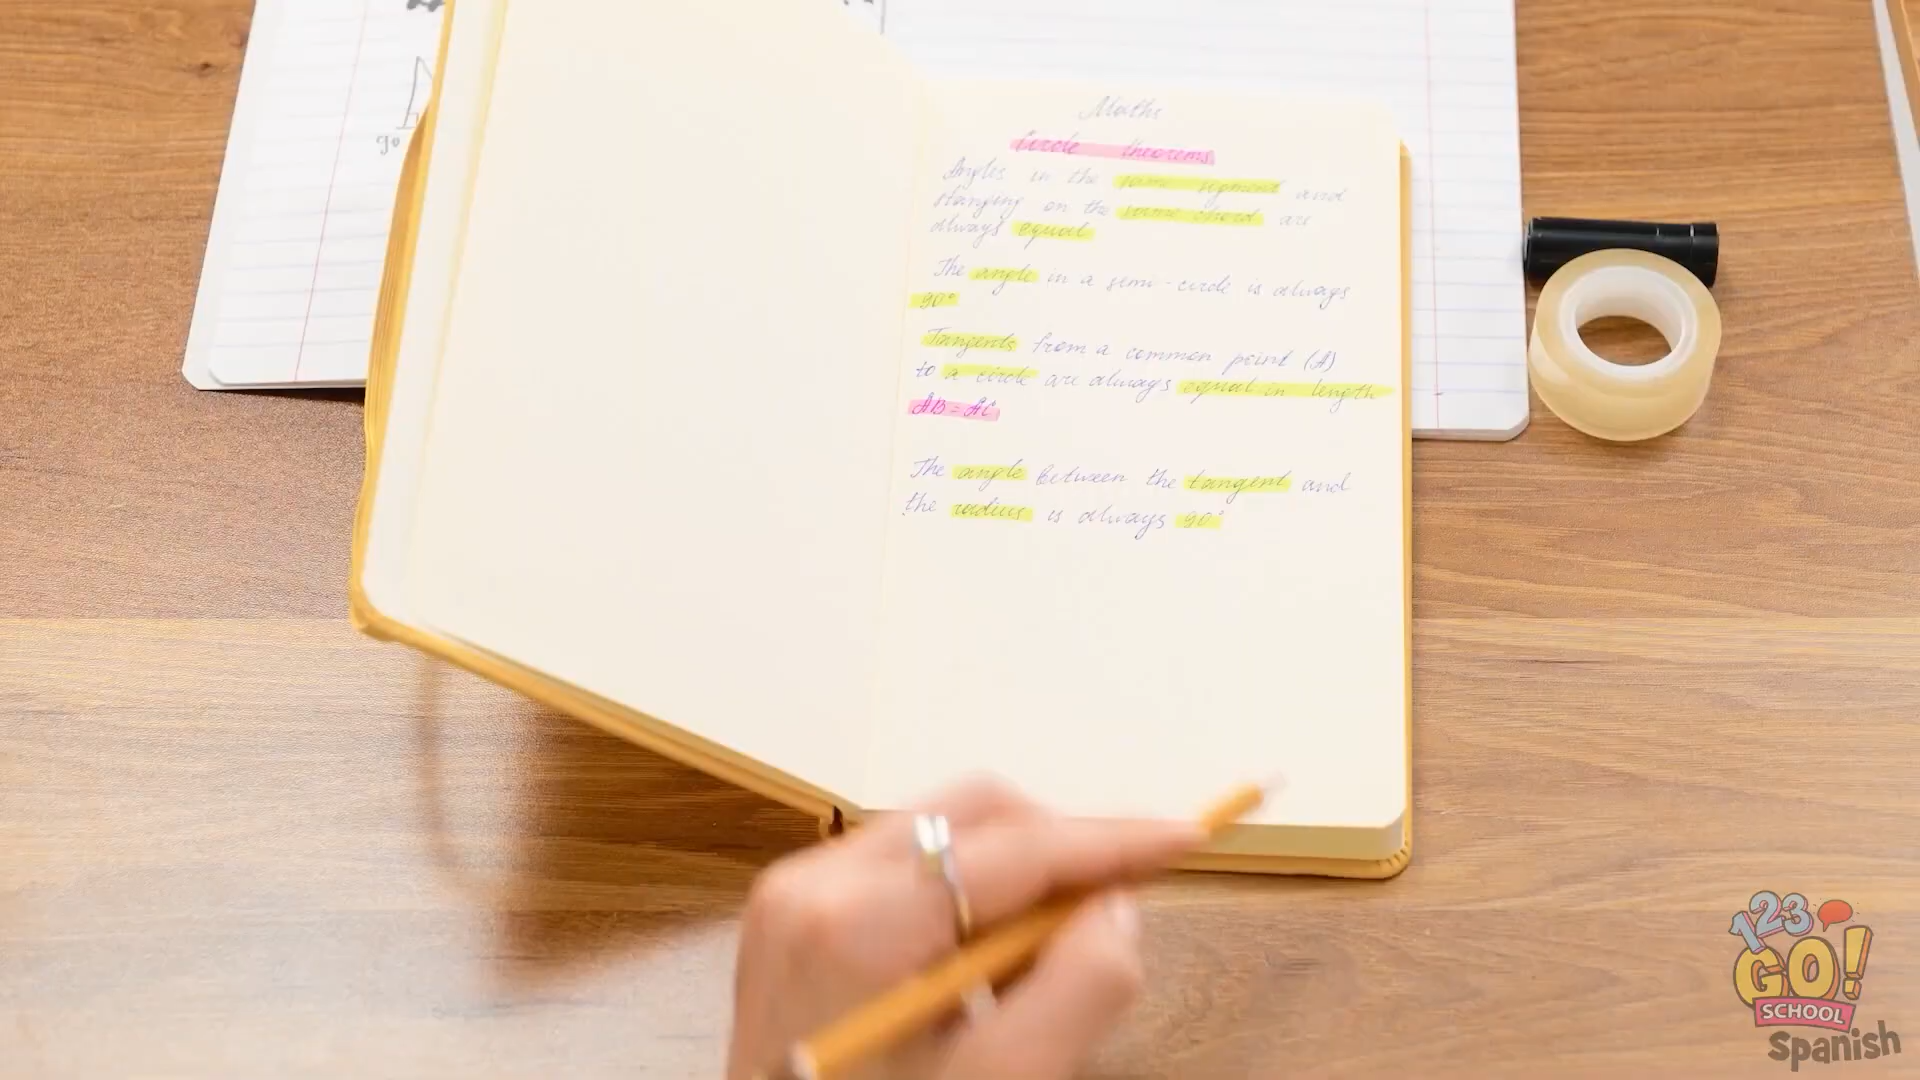 Maths
Circle theorems
Angles in the same segment and
standing on the same chord are
always equal
The angle in a semi-circle is always
90°
Tangents from a common point (A)
to a circle are always equal in length
AB = AC
The angle between the tangent and
the radius is always 90°
90
123
GO!
SCHOOL
Spanish